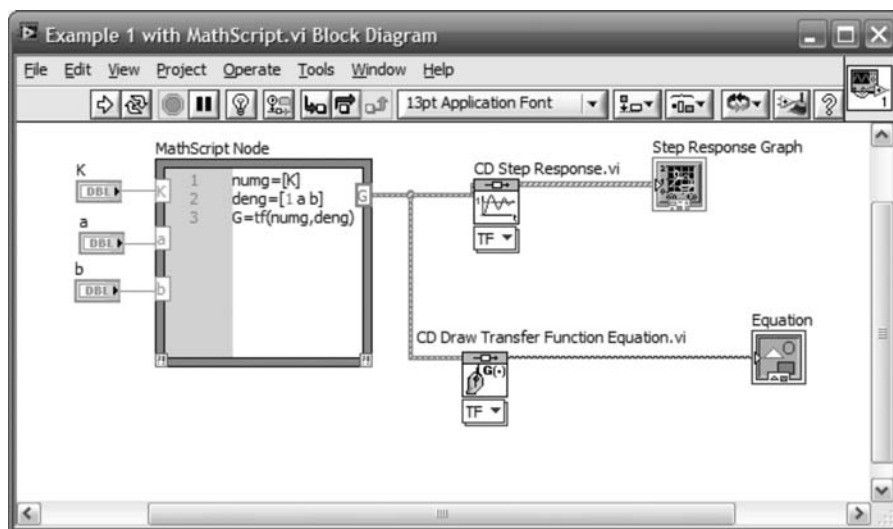 Example 1 with MathScript.vi Block Diagram
File Edit View Project Operate Tools Window Help
13pt Application Font
1
MathScript Node
K
DBL
a
DBL
b
DBL
K
a
b
1 numg=[K]
2 deng=[1 a b]
3 G=tf(numg,deng)
G
CD Step Response.vi
TF
Step Response Graph
CD Draw Transfer Function Equation.vi
G(•)
TF
Equation